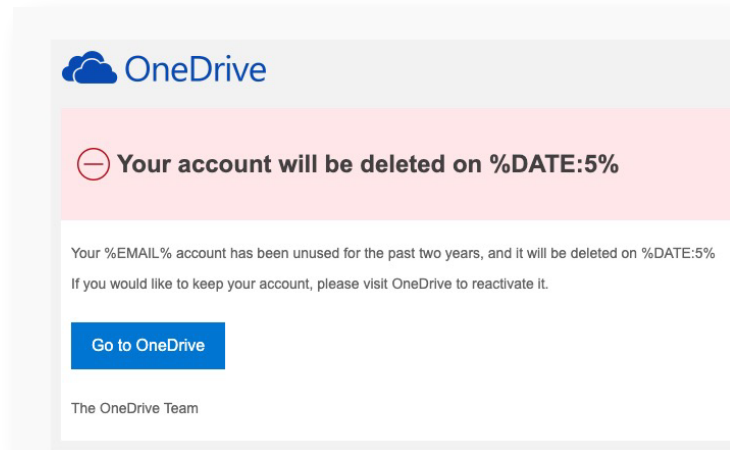 OneDrive
Your account will be deleted on %DATE:5%
Your %EMAIL% account has been unused for the past two years, and it will be deleted on %DATE:5%
If you would like to keep your account, please visit OneDrive to reactivate it.
Go to OneDrive
The OneDrive Team